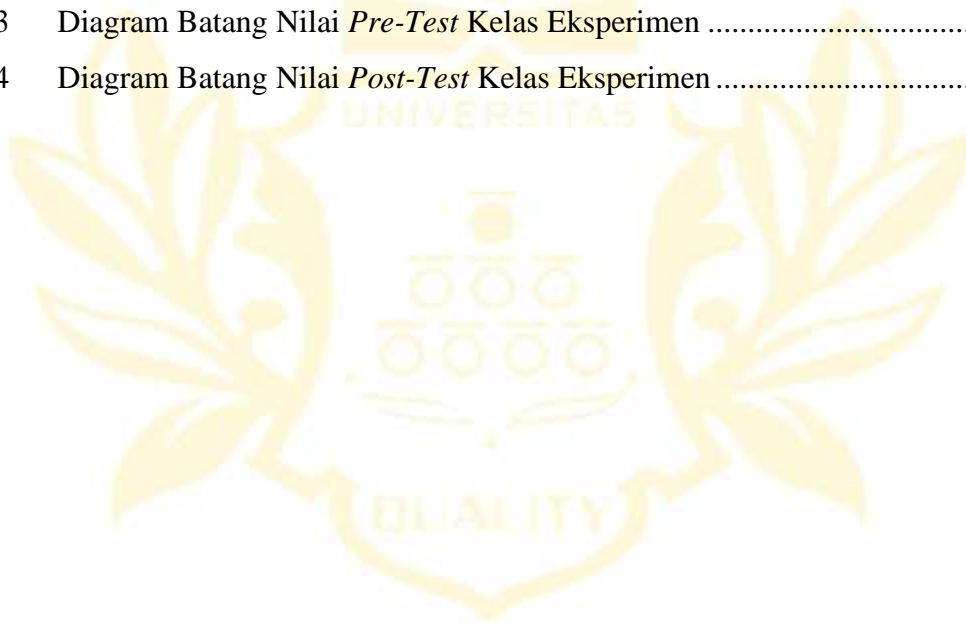 3 Diagram Batang Nilai Pre-Test Kelas Eksperimen ................................
4 Diagram Batang Nilai Post-Test Kelas Eksperimen ...............................
UNIVERSITAS
QUALITY